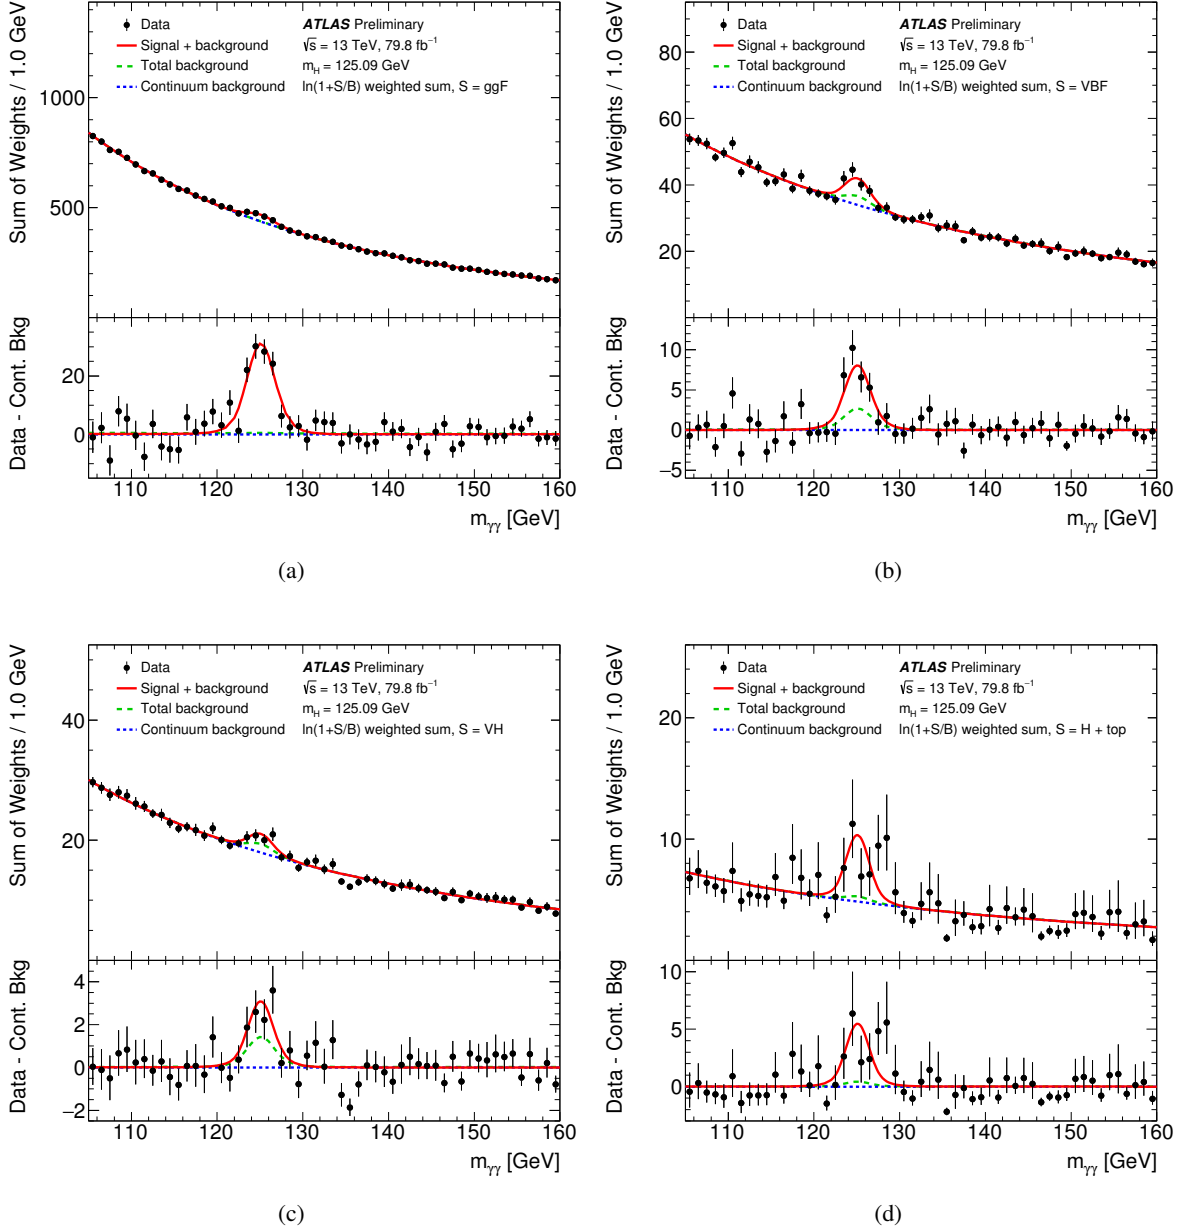 Sum of Weights / 1.0 GeV
1000
500
Data
Signal + background
Total background
Continuum background
ATLAS Preliminary
√s = 13 TeV, 79.8 fb⁻¹
m_H = 125.09 GeV
ln(1+S/B) weighted sum, S = ggF
Data - Cont. Bkg
20
0
110 120 130 140 150 160
m_γγ [GeV]
(a)
Sum of Weights / 1.0 GeV
80
60
40
20
Data
Signal + background
Total background
Continuum background
ATLAS Preliminary
√s = 13 TeV, 79.8 fb⁻¹
m_H = 125.09 GeV
ln(1+S/B) weighted sum, S = VBF
Data - Cont. Bkg
10
5
0
−5
110 120 130 140 150 160
m_γγ [GeV]
(b)
Sum of Weights / 1.0 GeV
40
20
Data
Signal + background
Total background
Continuum background
ATLAS Preliminary
√s = 13 TeV, 79.8 fb⁻¹
m_H = 125.09 GeV
ln(1+S/B) weighted sum, S = VH
Data - Cont. Bkg
4
2
0
−2
110 120 130 140 150 160
m_γγ [GeV]
(c)
Sum of Weights / 1.0 GeV
20
10
Data
Signal + background
Total background
Continuum background
ATLAS Preliminary
√s = 13 TeV, 79.8 fb⁻¹
m_H = 125.09 GeV
ln(1+S/B) weighted sum, S = H + top
Data - Cont. Bkg
10
5
0
110 120 130 140 150 160
m_γγ [GeV]
(d)